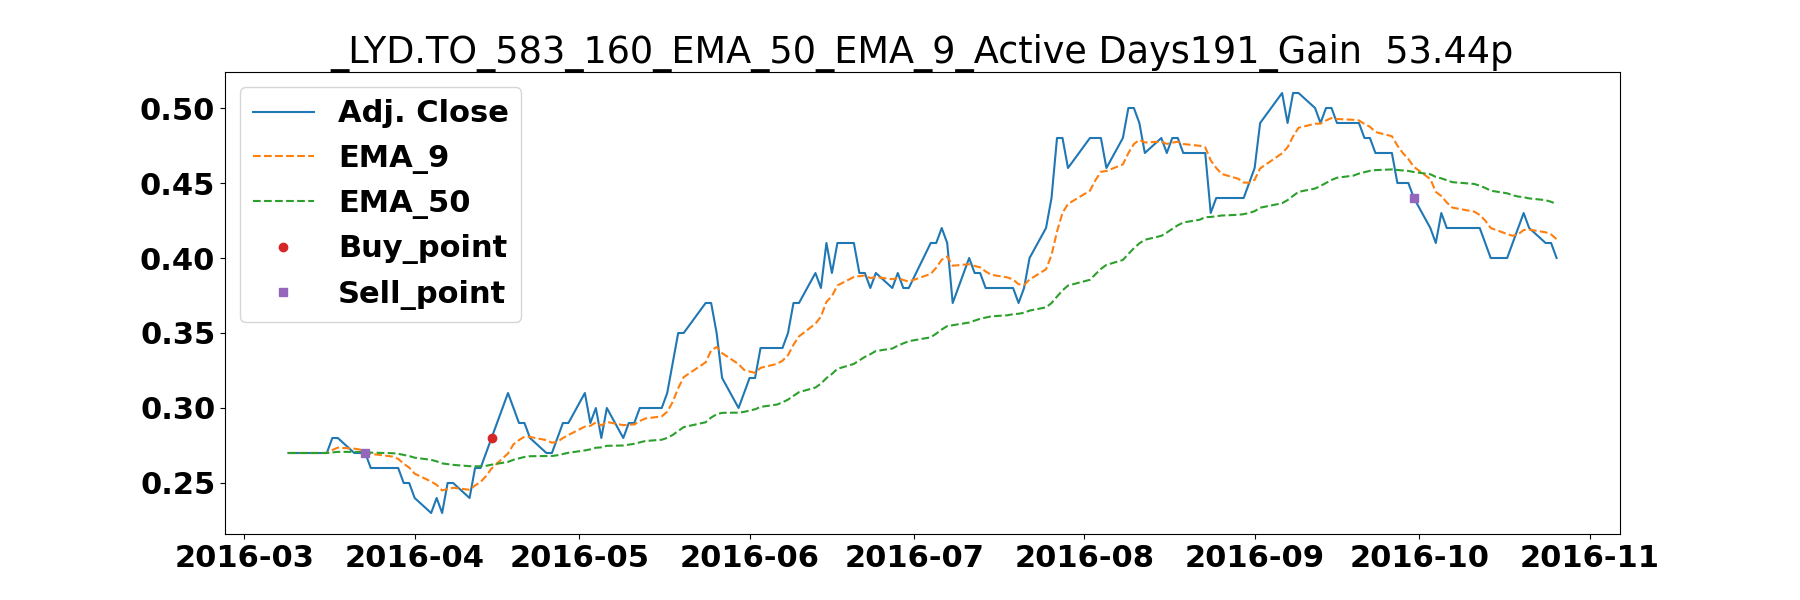 _LYD.TO_583_160_EMA_50_EMA_9_Active Days191_Gain  53.44p
0.50
0.45
0.40
0.35
0.30
0.25
Adj. Close
EMA_9
EMA_50
Buy_point
Sell_point
2016-03 2016-04 2016-05 2016-06 2016-07 2016-08 2016-09 2016-10 2016-11